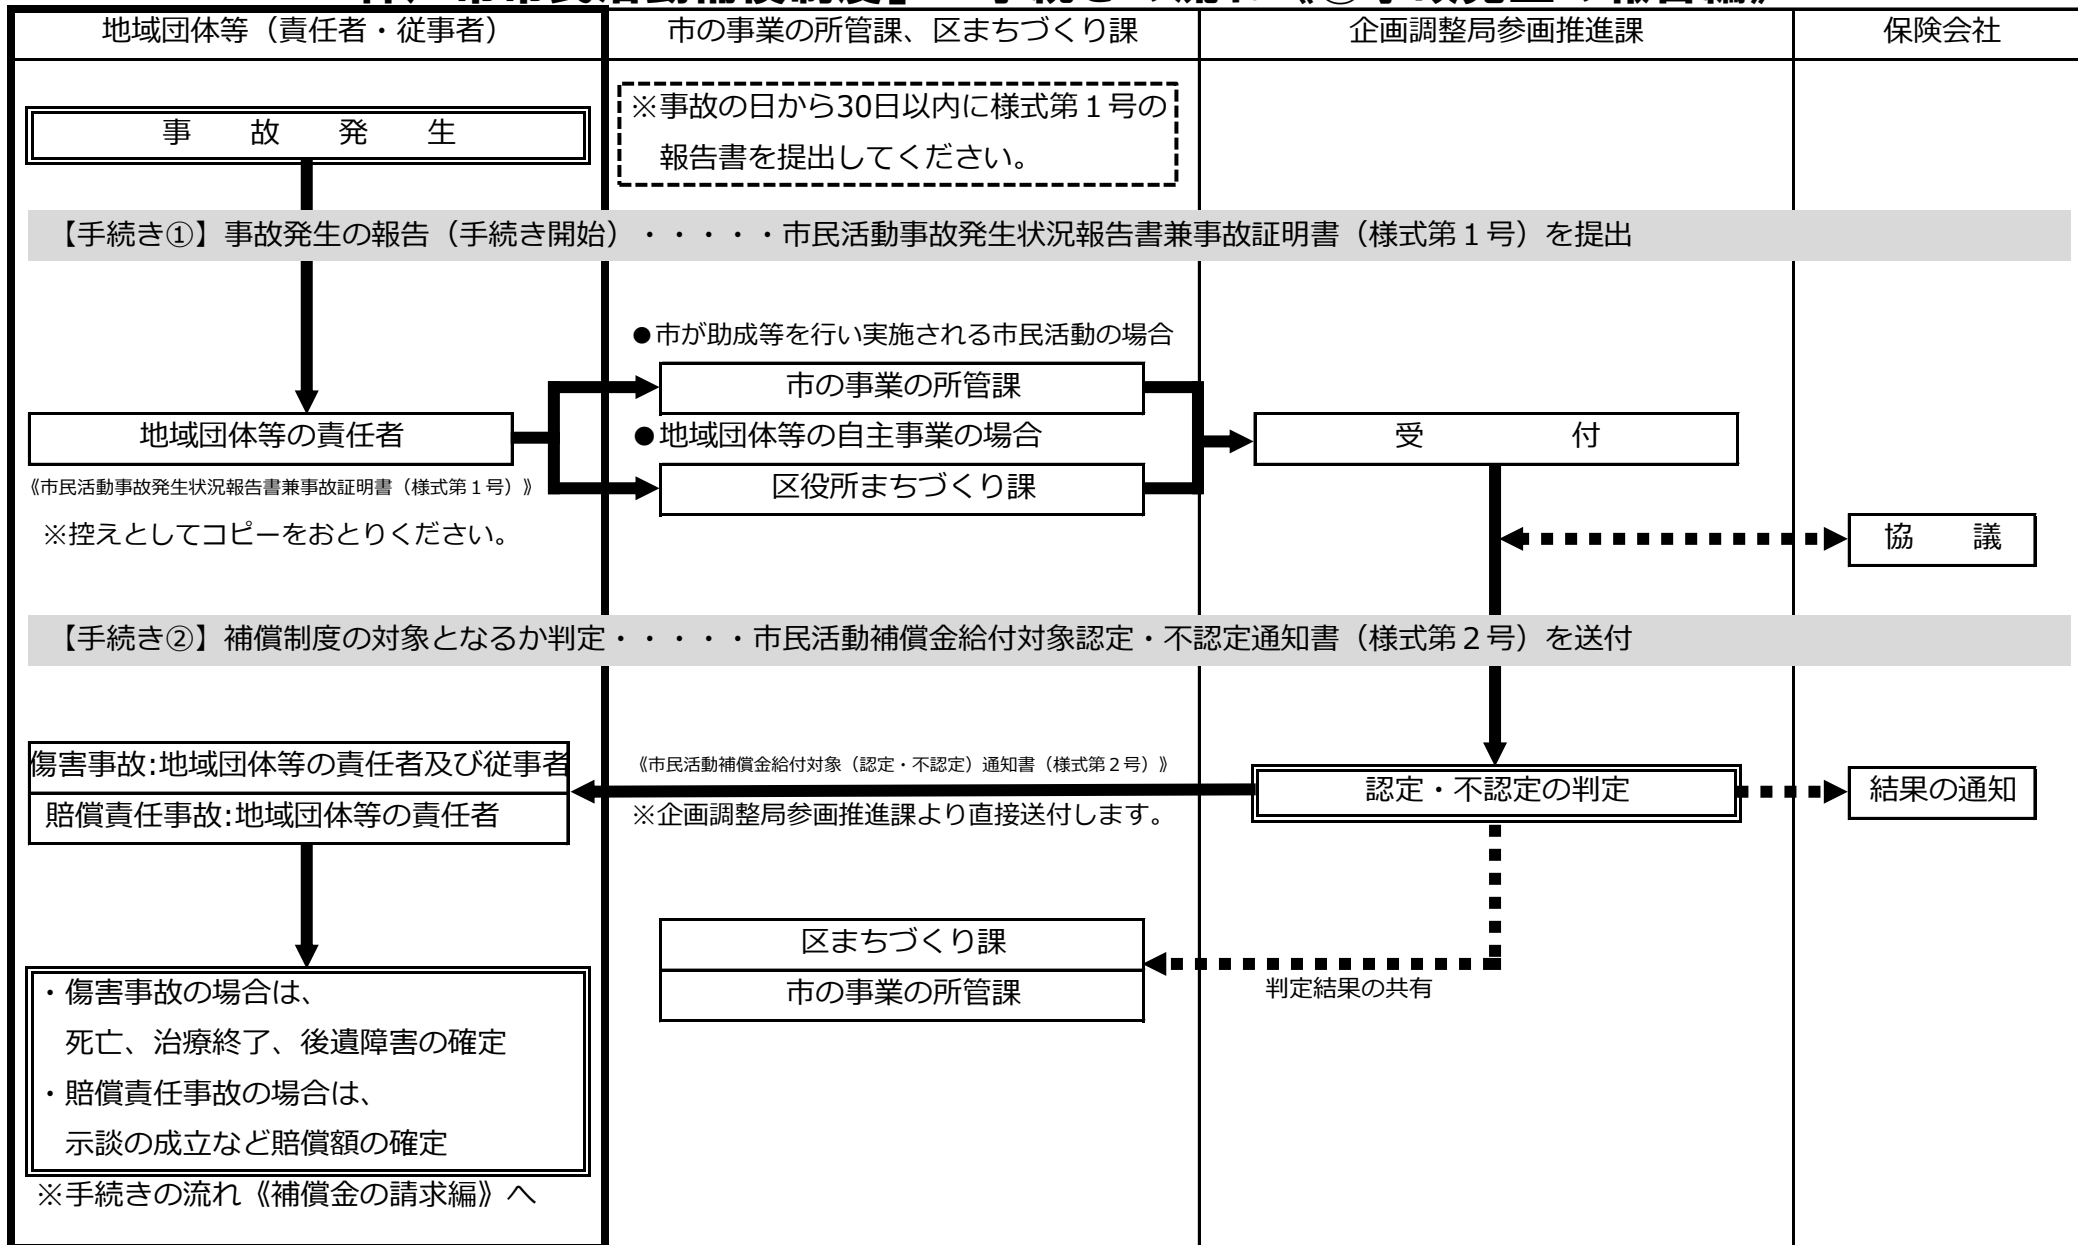 地域団体等（責任者・従事者）
市の事業の所管課、区まちづくり課
企画調整局参画推進課
保険会社
事　故　発　生
※事故の日から30日以内に様式第１号の
報告書を提出してください。
【手続き①】事故発生の報告（手続き開始）・・・・・市民活動事故発生状況報告書兼事故証明書（様式第１号）を提出
●市が助成等を行い実施される市民活動の場合
市の事業の所管課
地域団体等の責任者
●地域団体等の自主事業の場合
受　付
《市民活動事故発生状況報告書兼事故証明書（様式第１号）》
区役所まちづくり課
※控えとしてコピーをおとりください。
協　議
【手続き②】補償制度の対象となるか判定・・・・・市民活動補償金給付対象認定・不認定通知書（様式第２号）を送付
傷害事故:地域団体等の責任者及び従事者
賠償責任事故:地域団体等の責任者
《市民活動補償金給付対象（認定・不認定）通知書（様式第２号）》
※企画調整局参画推進課より直接送付します。
認定・不認定の判定
結果の通知
区まちづくり課
市の事業の所管課
判定結果の共有
・傷害事故の場合は、
死亡、治療終了、後遺障害の確定
・賠償責任事故の場合は、
示談の成立など賠償額の確定
※手続きの流れ《補償金の請求編》へ